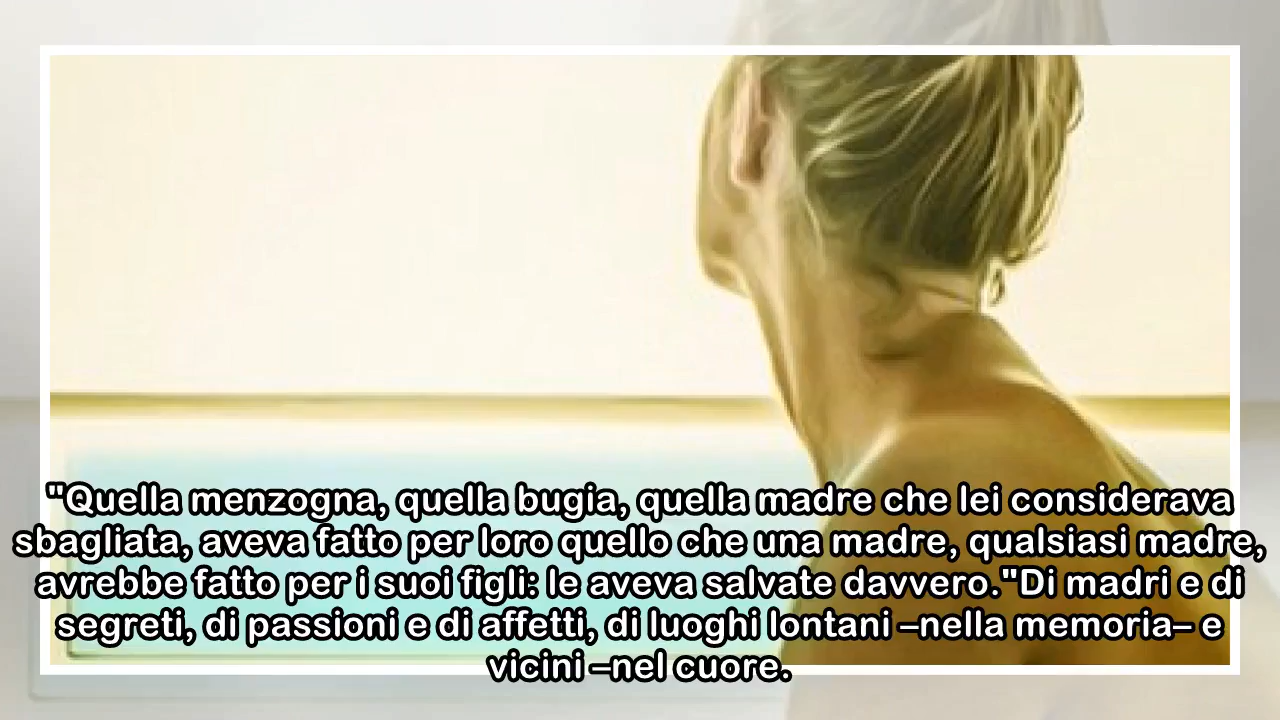 "Quella menzogna, quella bugia, quella madre che lei considerava
sbagliata, aveva fatto per loro quello che una madre, qualsiasi madre,
avrebbe fatto per i suoi figli: le aveva salvate davvero."Di madri e di
segreti, di passioni e di affetti, di luoghi lontani –nella memoria– e
vicini –nel cuore.